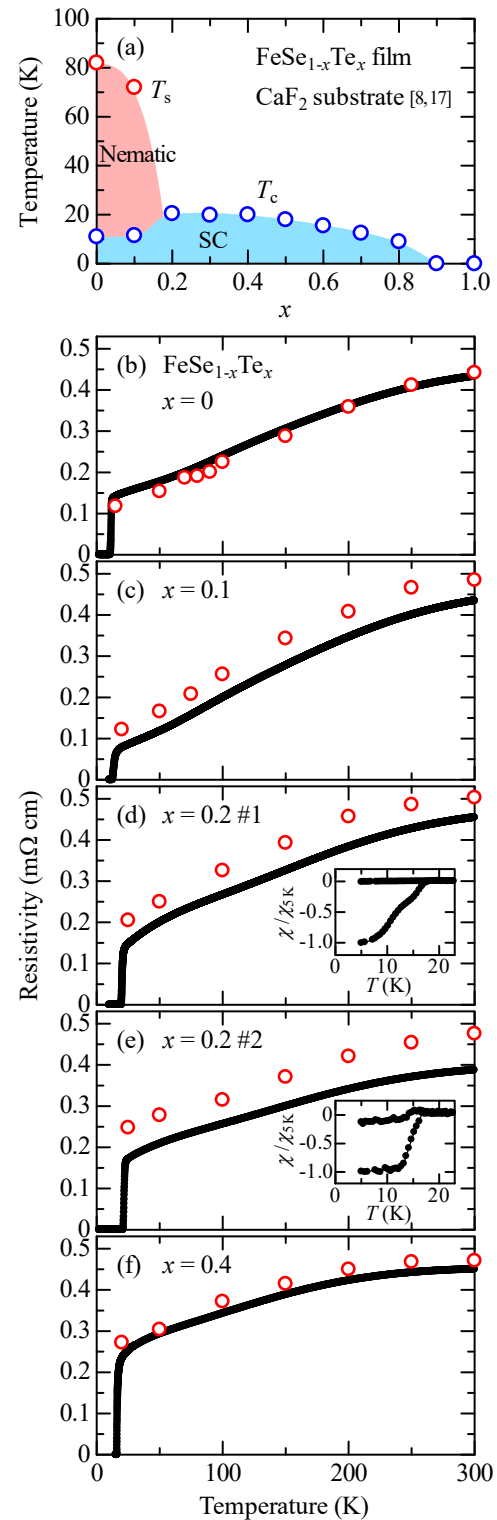 (a)
FeSe1-xTex film
CaF2 substrate [8,17]
Ts
Nematic
Tc
SC
Temperature (K)
100
80
60
40
20
0
0 0.2 0.4 0.6 0.8 1.0
x
(b) FeSe1-xTex
x = 0
0.5
0.4
0.3
0.2
0.1
0
(c) x = 0.1
0.5
0.4
0.3
0.2
0.1
0
Resistivity (mΩ cm)
(d) x = 0.2 #1
0.5
0.4
0.3
0.2
0.1
0
χ/χ5K
0
-0.5
-1.0
0 10 20
T (K)
(e) x = 0.2 #2
0.5
0.4
0.3
0.2
0.1
0
χ/χ5K
0
-0.5
-1.0
0 10 20
T (K)
(f) x = 0.4
0.5
0.4
0.3
0.2
0.1
0
0 100 200 300
Temperature (K)